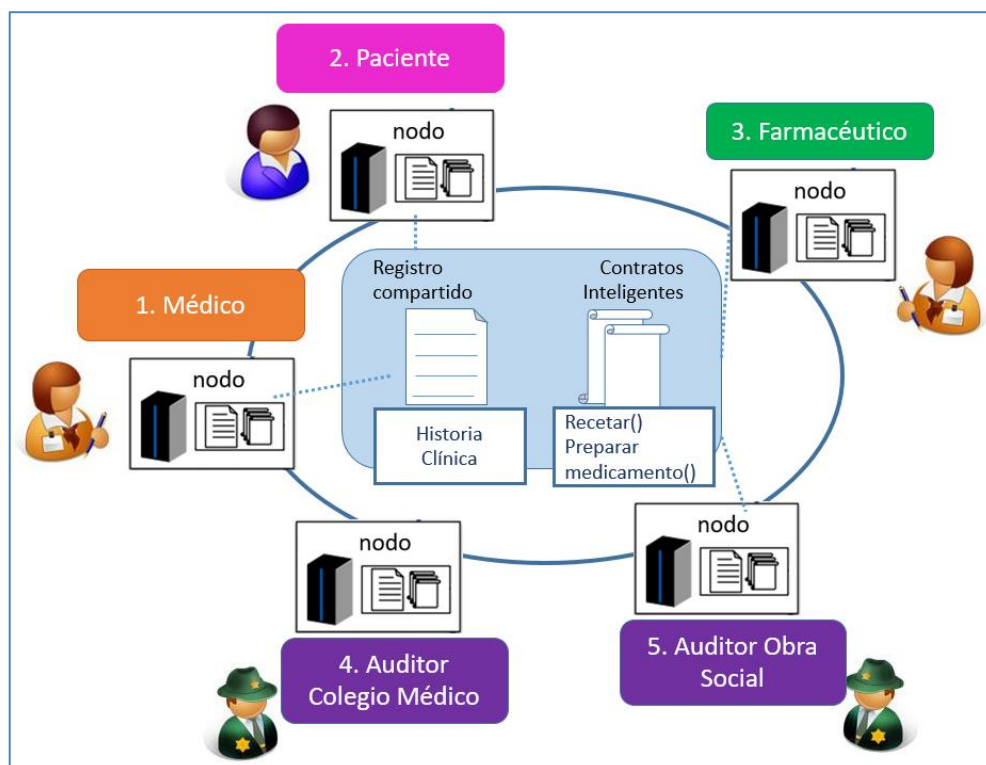 2. Paciente
nodo
3. Farmacéutico
nodo
Registro
compartido
Contratos
Inteligentes
1. Médico
nodo
Historia
Clínica
Recetar()
Preparar
medicamento()
nodo
nodo
4. Auditor
Colegio Médico
5. Auditor Obra
Social